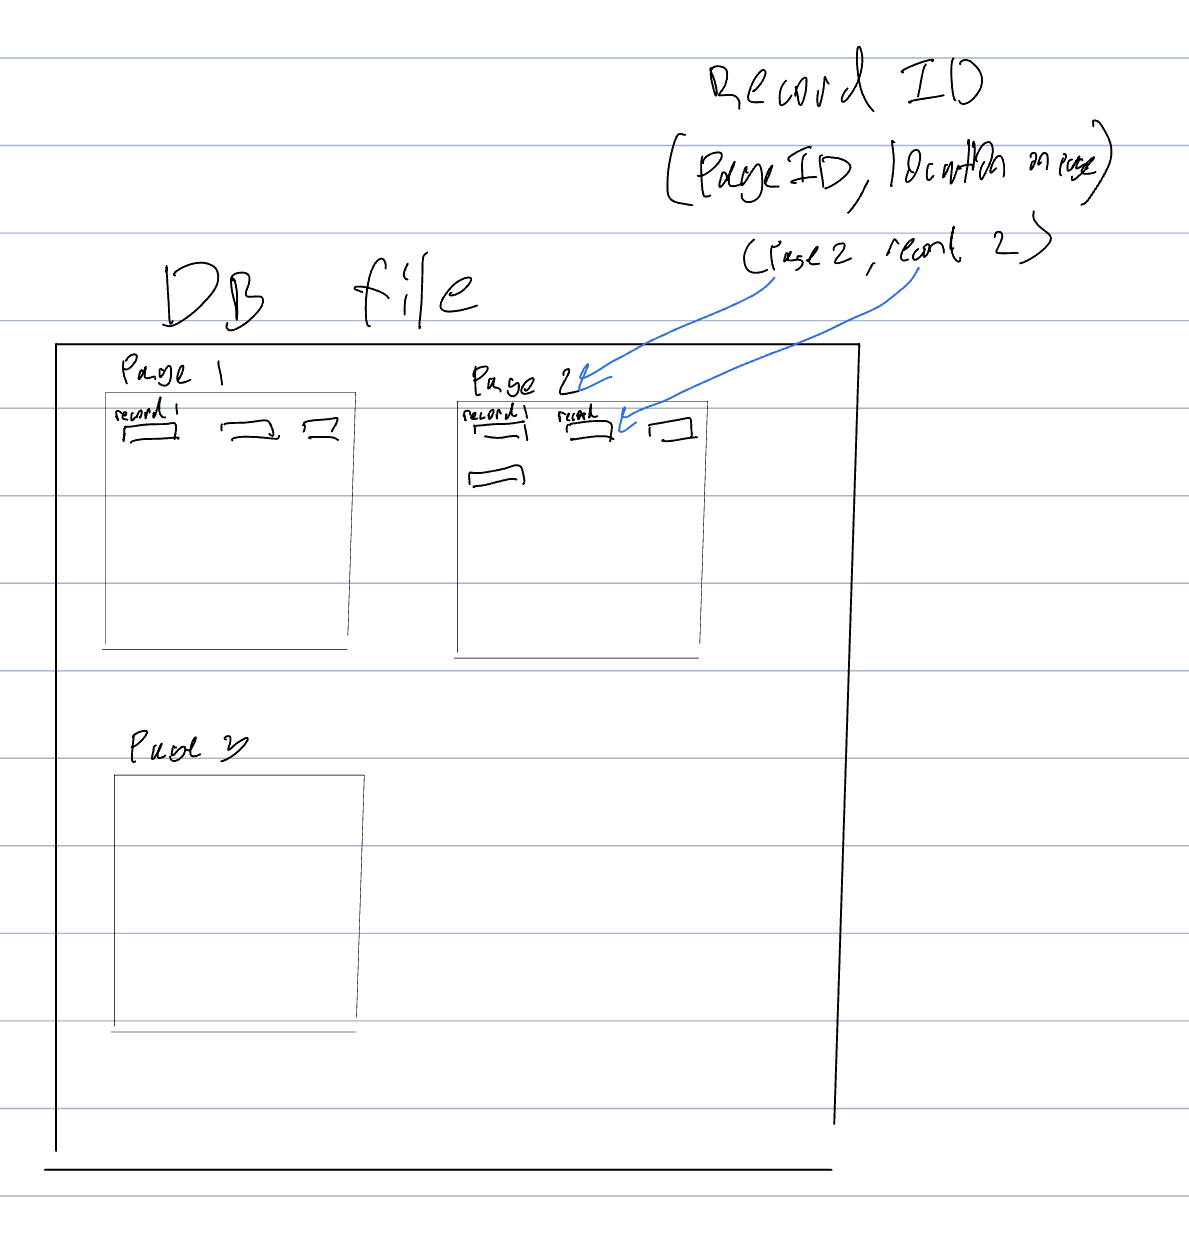 Record ID
(Page ID, location on page)
(Page 2, record 2)
DB file
Page 1
Page 2
record 1
record 1 record
Page 3